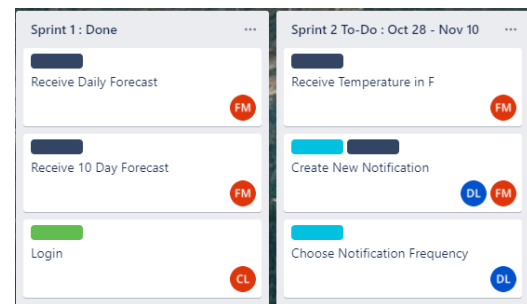 Sprint 1 : Done
Receive Daily Forecast
FM
Receive 10 Day Forecast
FM
Login
CL
Sprint 2 To-Do : Oct 28 - Nov 10
Receive Temperature in F
FM
Create New Notification
DL FM
Choose Notification Frequency
DL